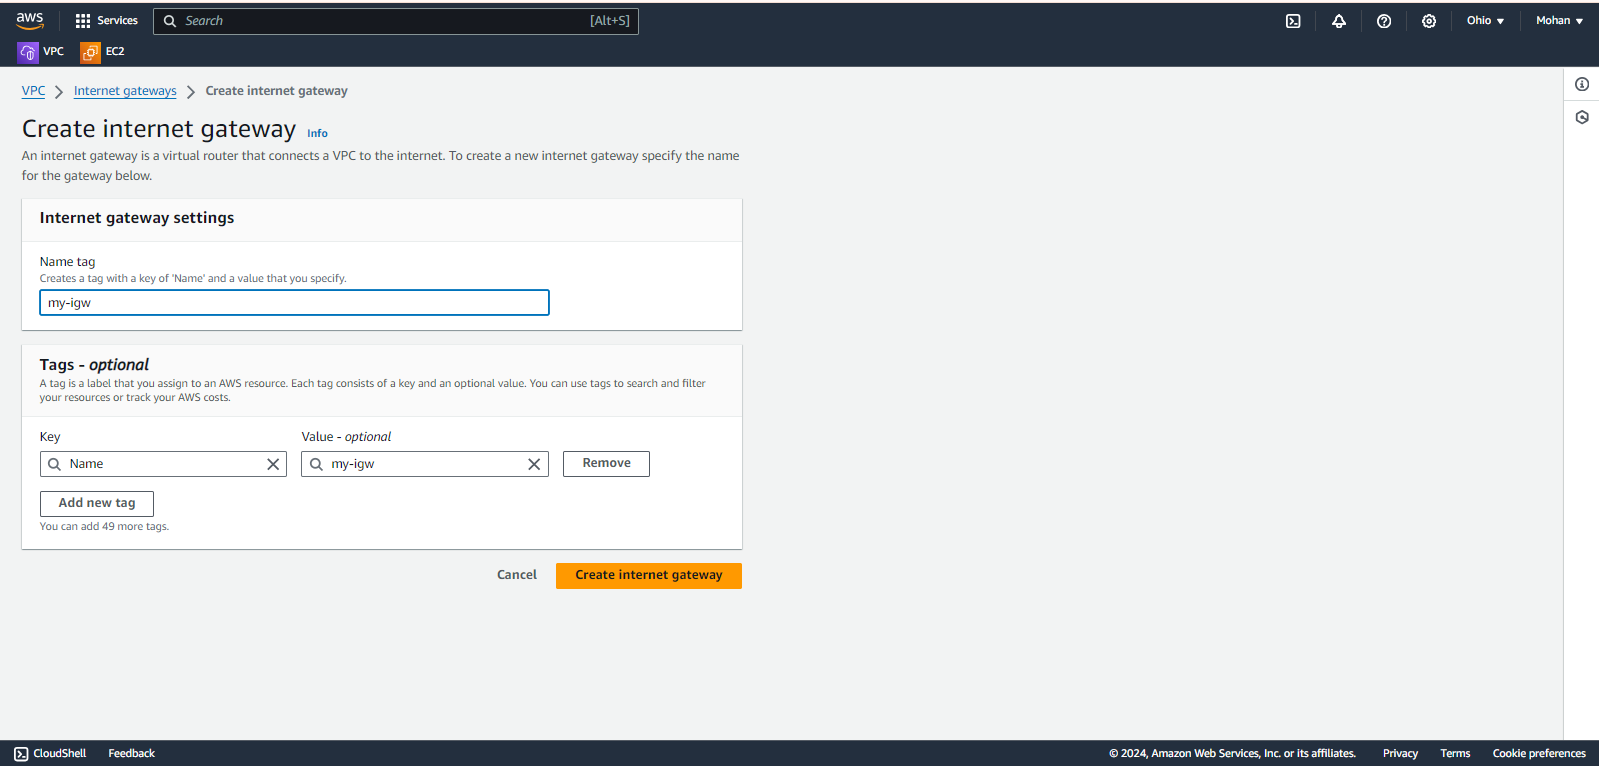 aws
Services
Search [Alt+S]
Ohio
Mohan
VPC EC2
VPC Internet gateways Create internet gateway
Create internet gateway Info
An internet gateway is a virtual router that connects a VPC to the internet. To create a new internet gateway specify the name
for the gateway below.
Internet gateway settings
Name tag
Creates a tag with a key of 'Name' and a value that you specify.
my-igw
Tags - optional
A tag is a label that you assign to an AWS resource. Each tag consists of a key and an optional value. You can use tags to search and filter
your resources or track your AWS costs.
Key Value - optional
Name my-igw Remove
Add new tag
You can add 49 more tags.
Cancel Create internet gateway
CloudShell Feedback © 2024, Amazon Web Services, Inc. or its affiliates. Privacy Terms Cookie preferences